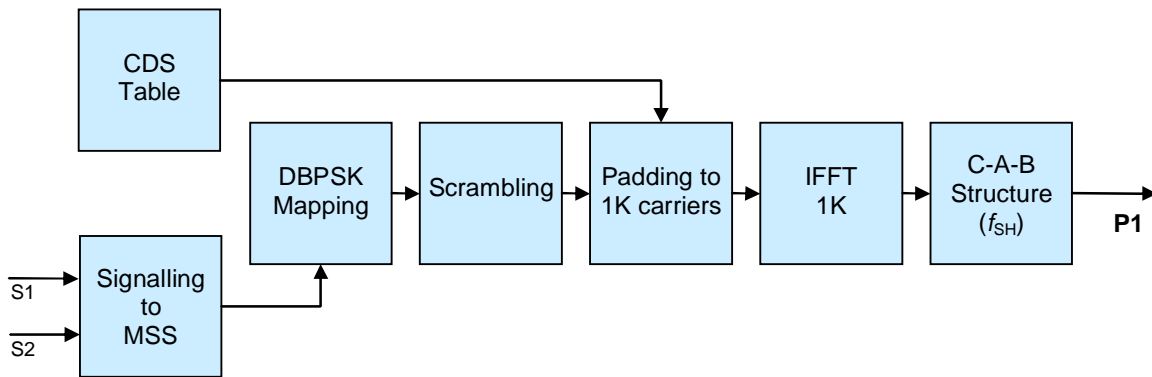 CDS
Table
DBPSK
Mapping
Scrambling
Padding to
1K carriers
IFFT
1K
C-A-B
Structure
(fSH)
P1
S1
S2
Signalling
to
MSS